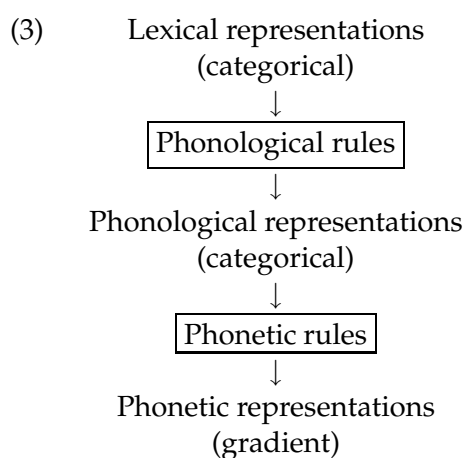 (3) Lexical representations
(categorical)
↓
Phonological rules
↓
Phonological representations
(categorical)
↓
Phonetic rules
↓
Phonetic representations
(gradient)